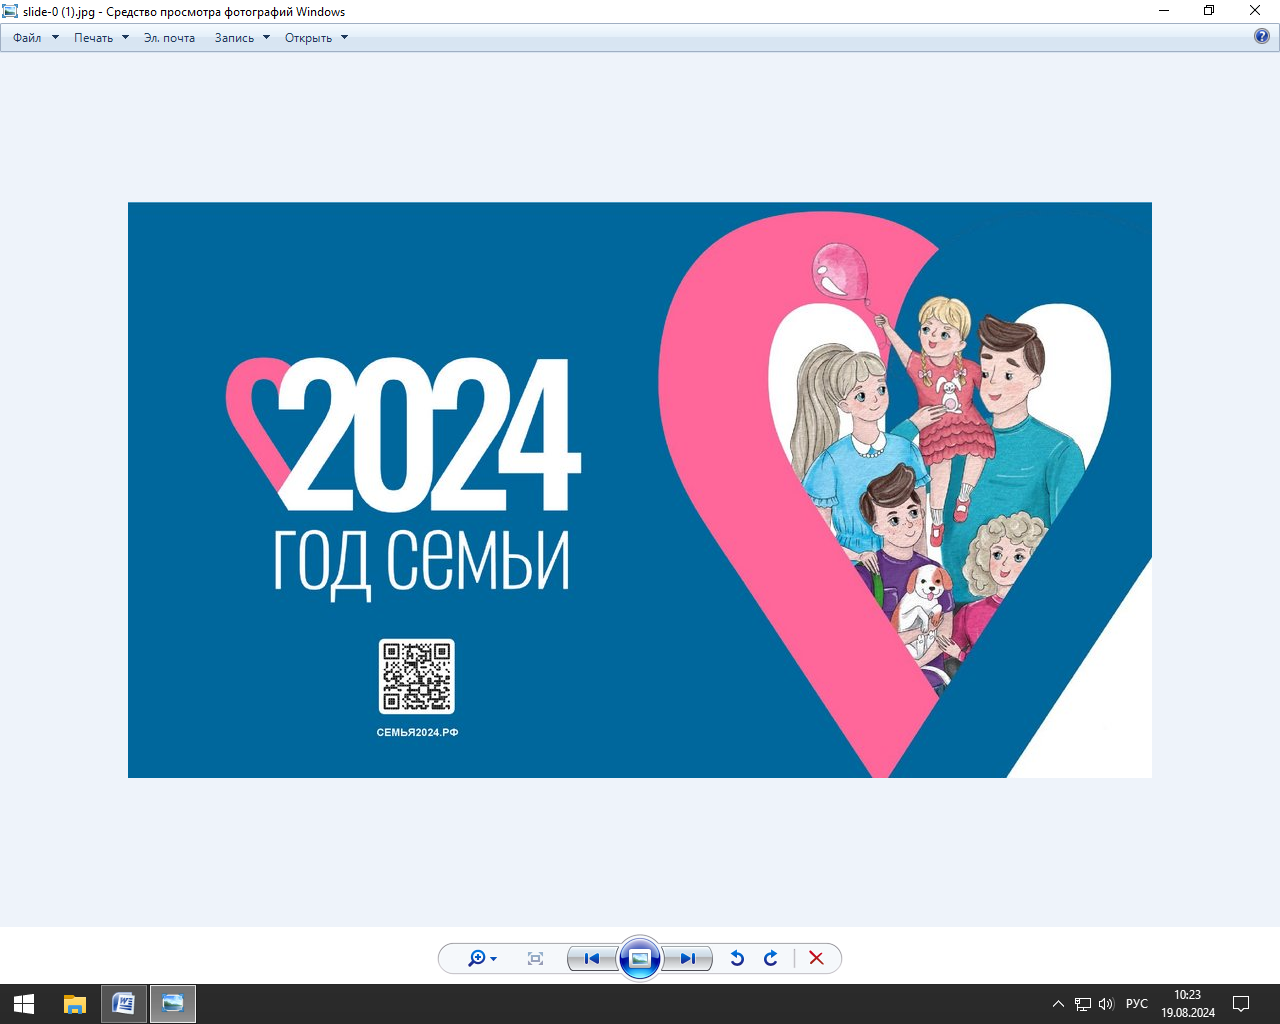 slide-0 (1).jpg - Средство просмотра фотографий Windows
Файл Печать Эл. почта Запись Открыть
2024
год семьи
СЕМЬЯ2024.РФ
РУС
10:23
19.08.2024